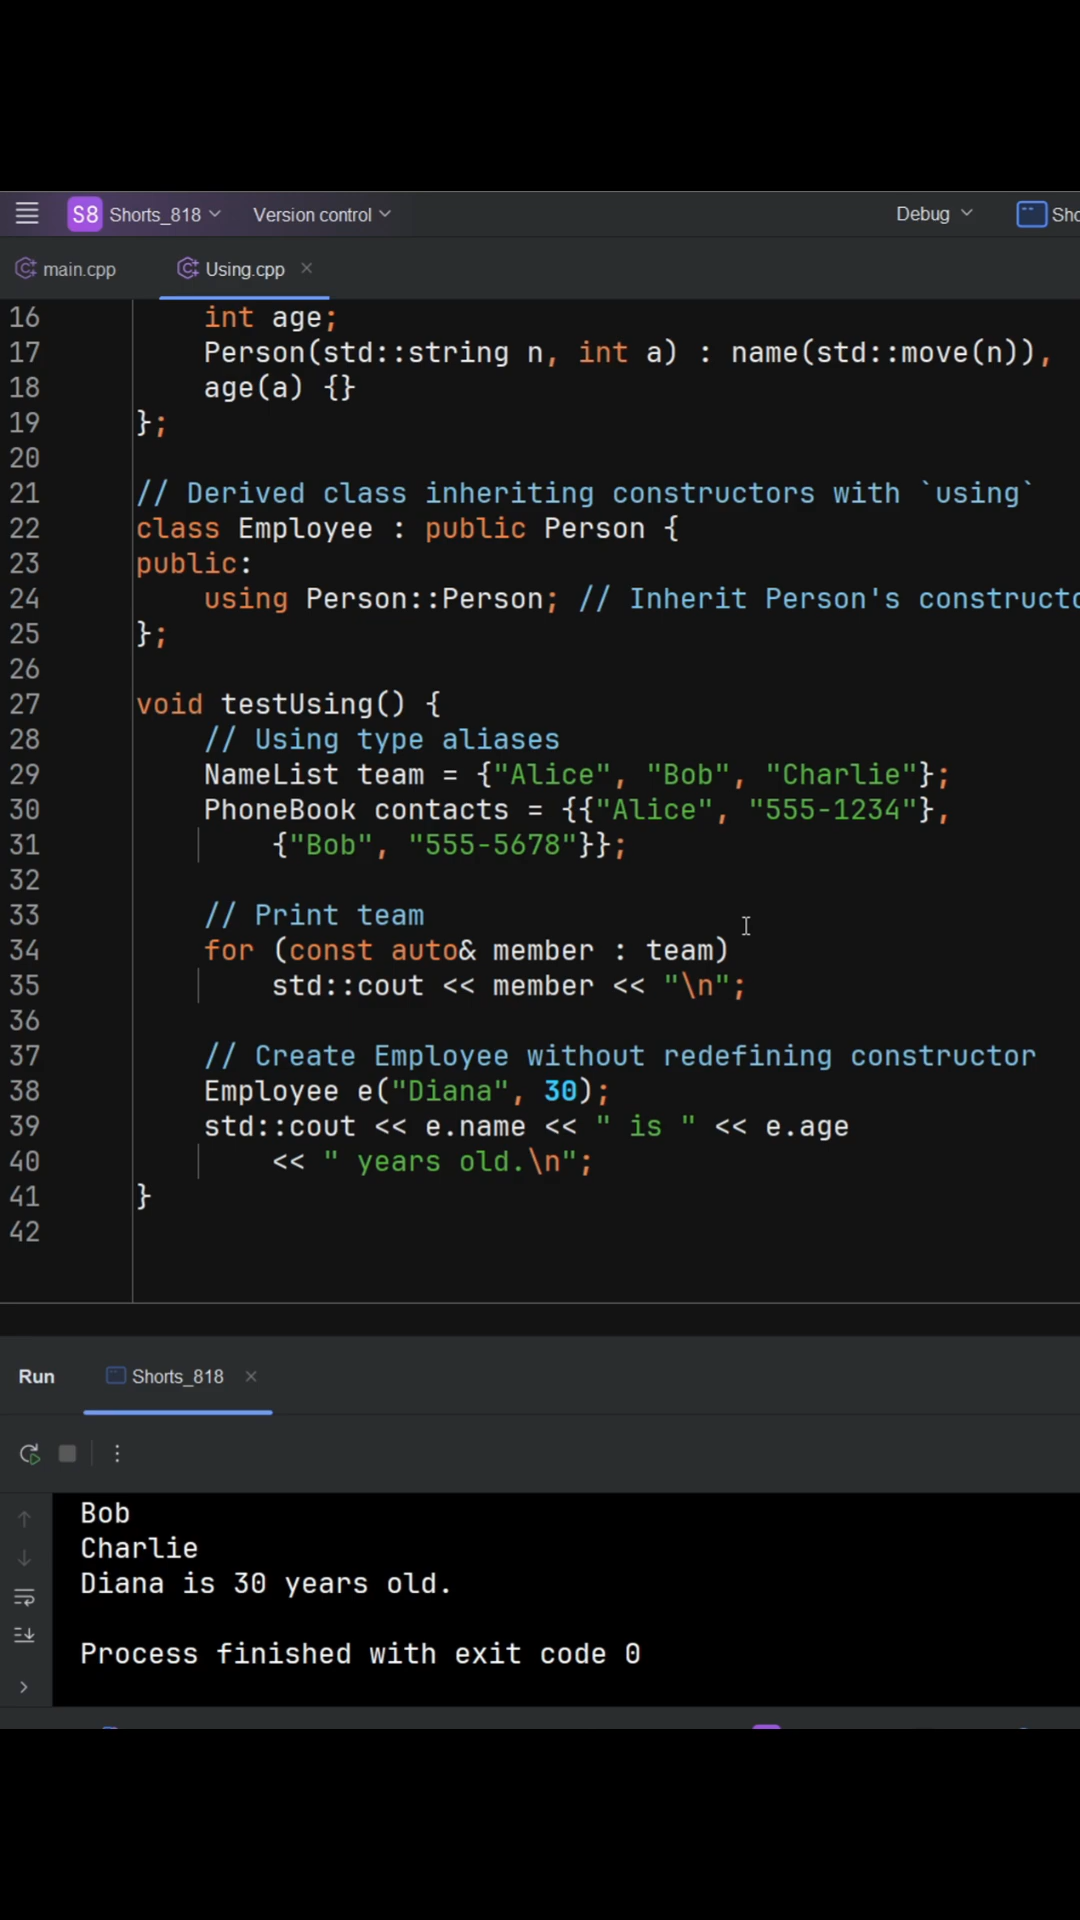 S8 Shorts_818 Version control Debug Sho
main.cpp Using.cpp
16 int age;
17 Person(std::string n, int a) : name(std::move(n)),
18 age(a) {}
19 };
20
21 // Derived class inheriting constructors with `using`
22 class Employee : public Person {
23 public:
24 using Person::Person; // Inherit Person's constructo
25 };
26
27 void testUsing() {
28 // Using type aliases
29 NameList team = {"Alice", "Bob", "Charlie"};
30 PhoneBook contacts = {{"Alice", "555-1234"},
31 {"Bob", "555-5678"}};
32
33 // Print team
34 for (const auto& member : team)
35 std::cout << member << "\n";
36
37 // Create Employee without redefining constructor
38 Employee e("Diana", 30);
39 std::cout << e.name << " is " << e.age
40 << " years old.\n";
41 }
42
Run Shorts_818
Bob
Charlie
Diana is 30 years old.
Process finished with exit code 0